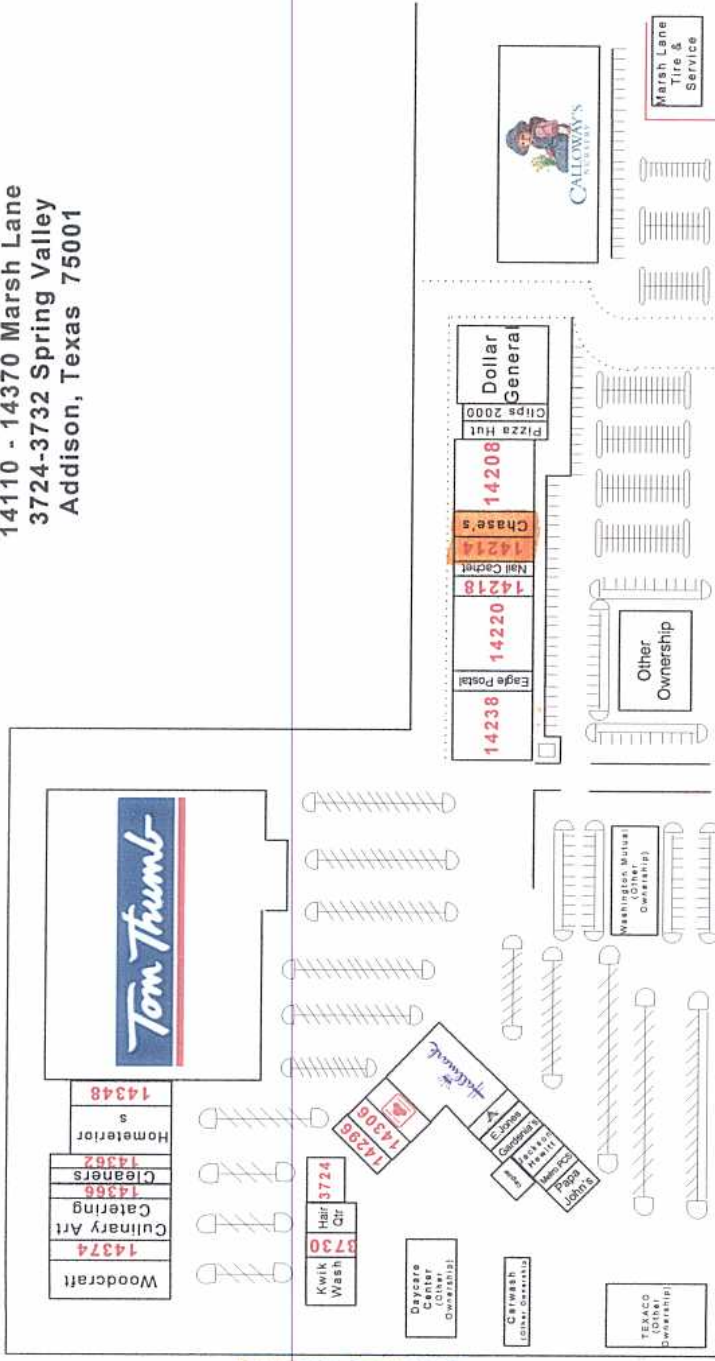 14110 - 14370 Marsh Lane
3724-3732 Spring Valley
Addison, Texas 75001
Marsh Lane
Tire &
Service
CALLOWAY'S
NURSERY
Dollar
General
Clips 2000
Pizza Hut
14208
Chase's
14214
Nail Cachet
14218
14220
Eagle Postal
14238
Other
Ownership
Washington Mutual
(Other
Ownership)
Tom Thumb
14348
Hometerior
s
14362
Cleaners
14366
Culinary Art
Catering
14374
Woodcraft
Hallmark
14306
14296
E.Jones
Gardenia's
Jackson
Hewitt
Cingular
Metro PCS
Papa
John's
3724
Hair
Qtr
3730
Kwik
Wash
Daycare
Center
(Other
Ownership)
Carwash
(Other Ownership)
TEXACO
(Other
Ownership)